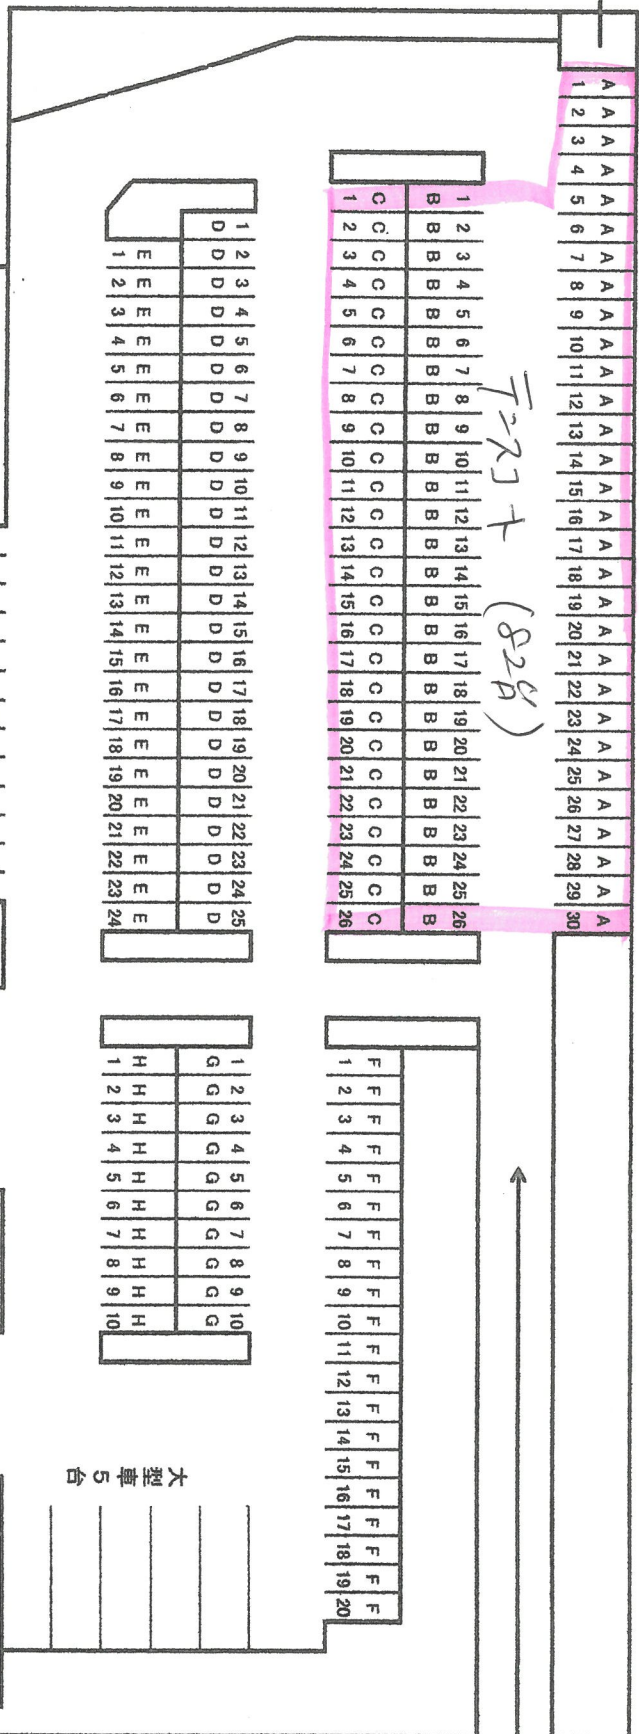 A A A A A A A A A A A A A A A A A A A A A A A A A A A A A A
1 2 3 4 5 6 7 8 9 10 11 12 13 14 15 16 17 18 19 20 21 22 23 24 25 26 27 28 29 30
テニスコート (82台)
1 2 3 4 5 6 7 8 9 10 11 12 13 14 15 16 17 18 19 20 21 22 23 24 25 26
B B B B B B B B B B B B B B B B B B B B B B B B B B
C C C C C C C C C C C C C C C C C C C C C C C C C C
1 2 3 4 5 6 7 8 9 10 11 12 13 14 15 16 17 18 19 20 21 22 23 24 25 26
F F F F F F F F F F F F F F F F F F F F
1 2 3 4 5 6 7 8 9 10 11 12 13 14 15 16 17 18 19 20
1 2 3 4 5 6 7 8 9 10 11 12 13 14 15 16 17 18 19 20 21 22 23 24 25
D D D D D D D D D D D D D D D D D D D D D D D D D
E E E E E E E E E E E E E E E E E E E E E E E E
1 2 3 4 5 6 7 8 9 10 11 12 13 14 15 16 17 18 19 20 21 22 23 24
1 2 3 4 5 6 7 8 9 10
G G G G G G G G G G
H H H H H H H H H H
1 2 3 4 5 6 7 8 9 10
大型車5台